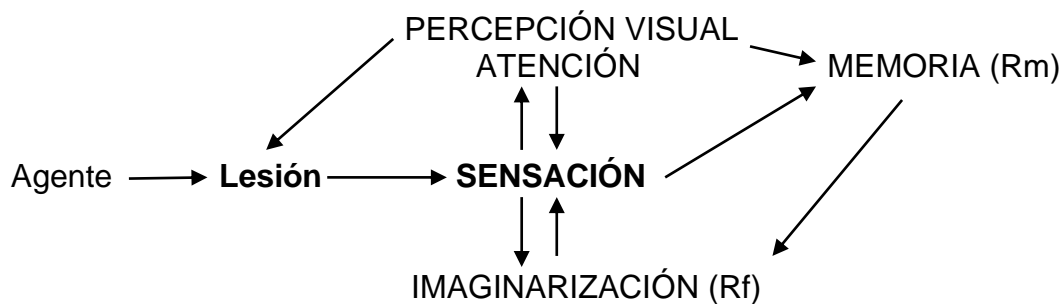 PERCEPCIÓN VISUAL
ATENCIÓN
MEMORIA (Rm)
Agente
Lesión
SENSACIÓN
IMAGINARIZACIÓN (Rf)